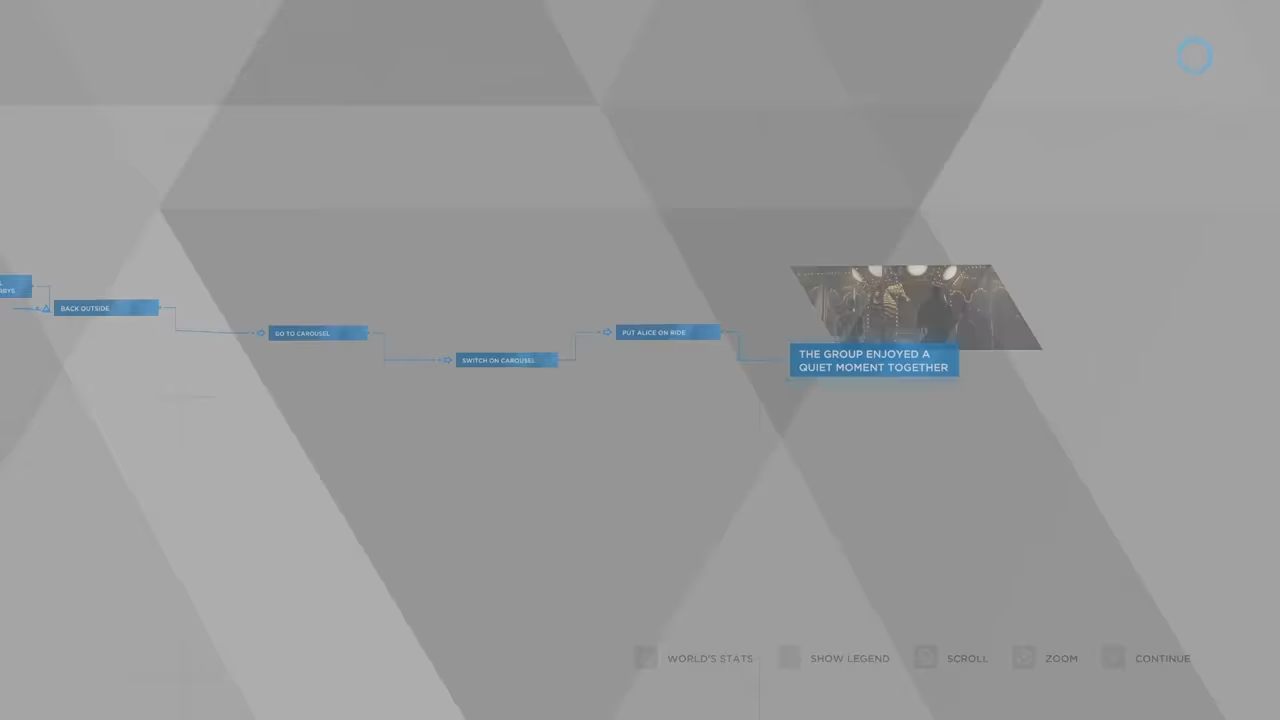 RRYS
BACK OUTSIDE
GO TO CAROUSEL
SWITCH ON CAROUSEL
PUT ALICE ON RIDE
THE GROUP ENJOYED A
QUIET MOMENT TOGETHER
WORLD'S STATS
SHOW LEGEND
SCROLL
ZOOM
CONTINUE